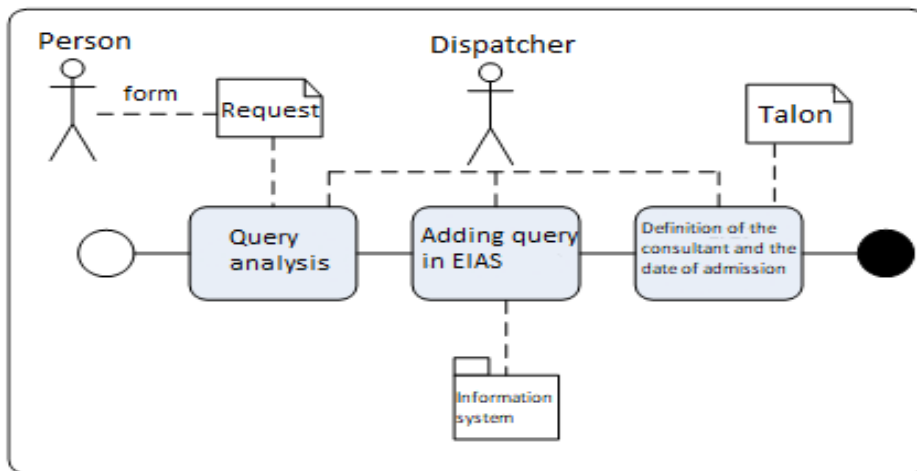 Person
Dispatcher
form
Request
Talon
Query
analysis
Adding query
in EIAS
Definition of the
consultant and the
date of admission
Information
system